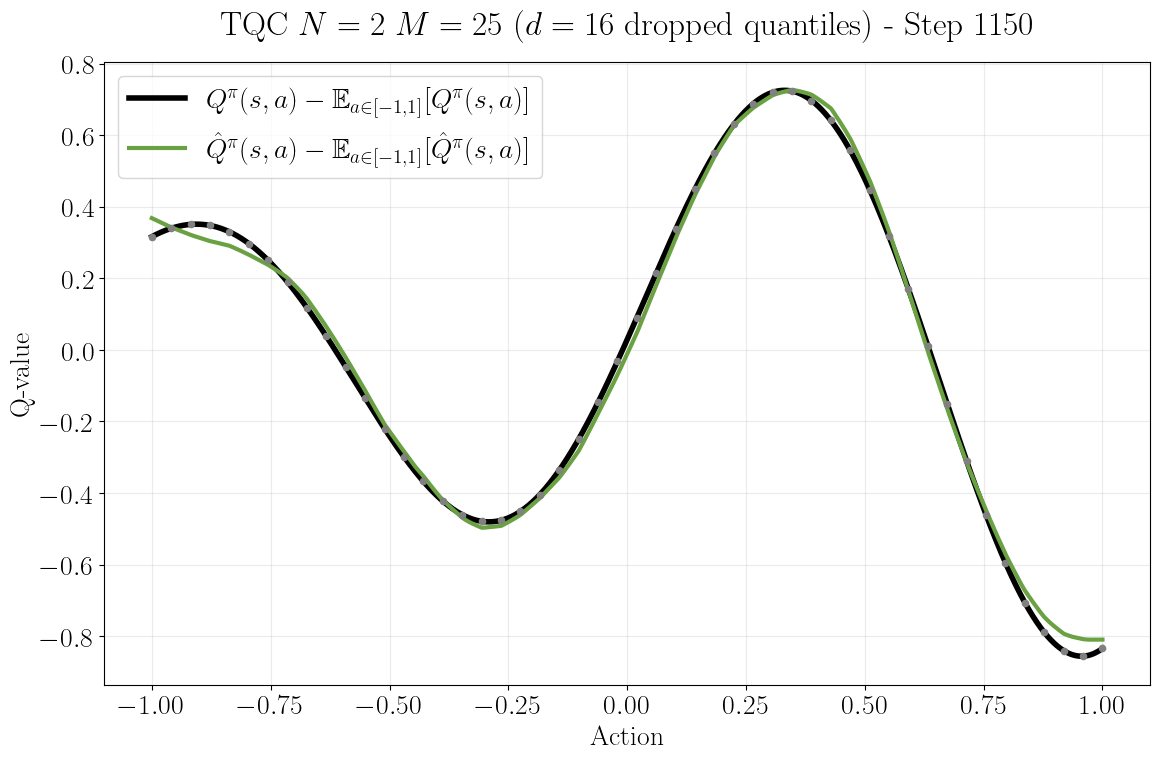 TQC N = 2 M = 25 (d = 16 dropped quantiles) - Step 1150
Q^π(s, a) − 𝔼_{a∈[−1,1]}[Q^π(s, a)]
Q̂^π(s, a) − 𝔼_{a∈[−1,1]}[Q̂^π(s, a)]
0.8
0.6
0.4
0.2
0.0
−0.2
−0.4
−0.6
−0.8
Q-value
−1.00 −0.75 −0.50 −0.25 0.00 0.25 0.50 0.75 1.00
Action